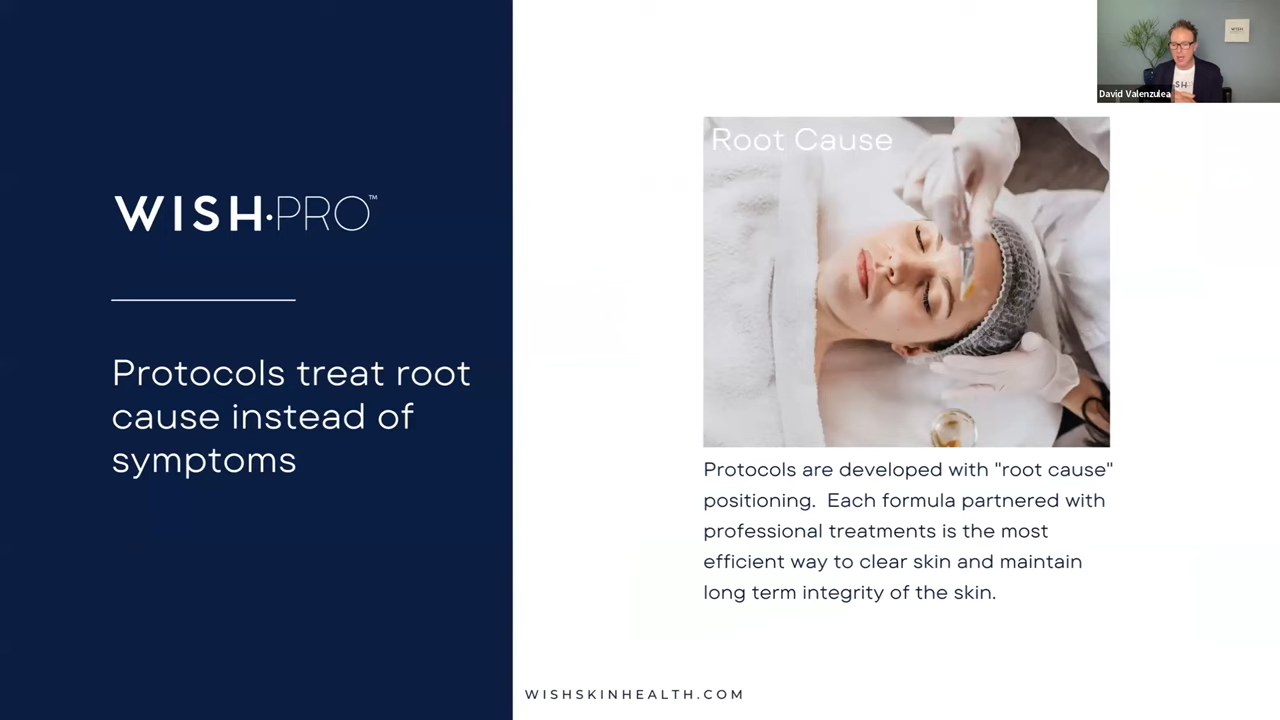 WISH·PRO™
Protocols treat root
cause instead of
symptoms
Root Cause
Protocols are developed with "root cause"
positioning.  Each formula partnered with
professional treatments is the most
efficient way to clear skin and maintain
long term integrity of the skin.
WISHSKINHEALTH.COM
David Valenzulea